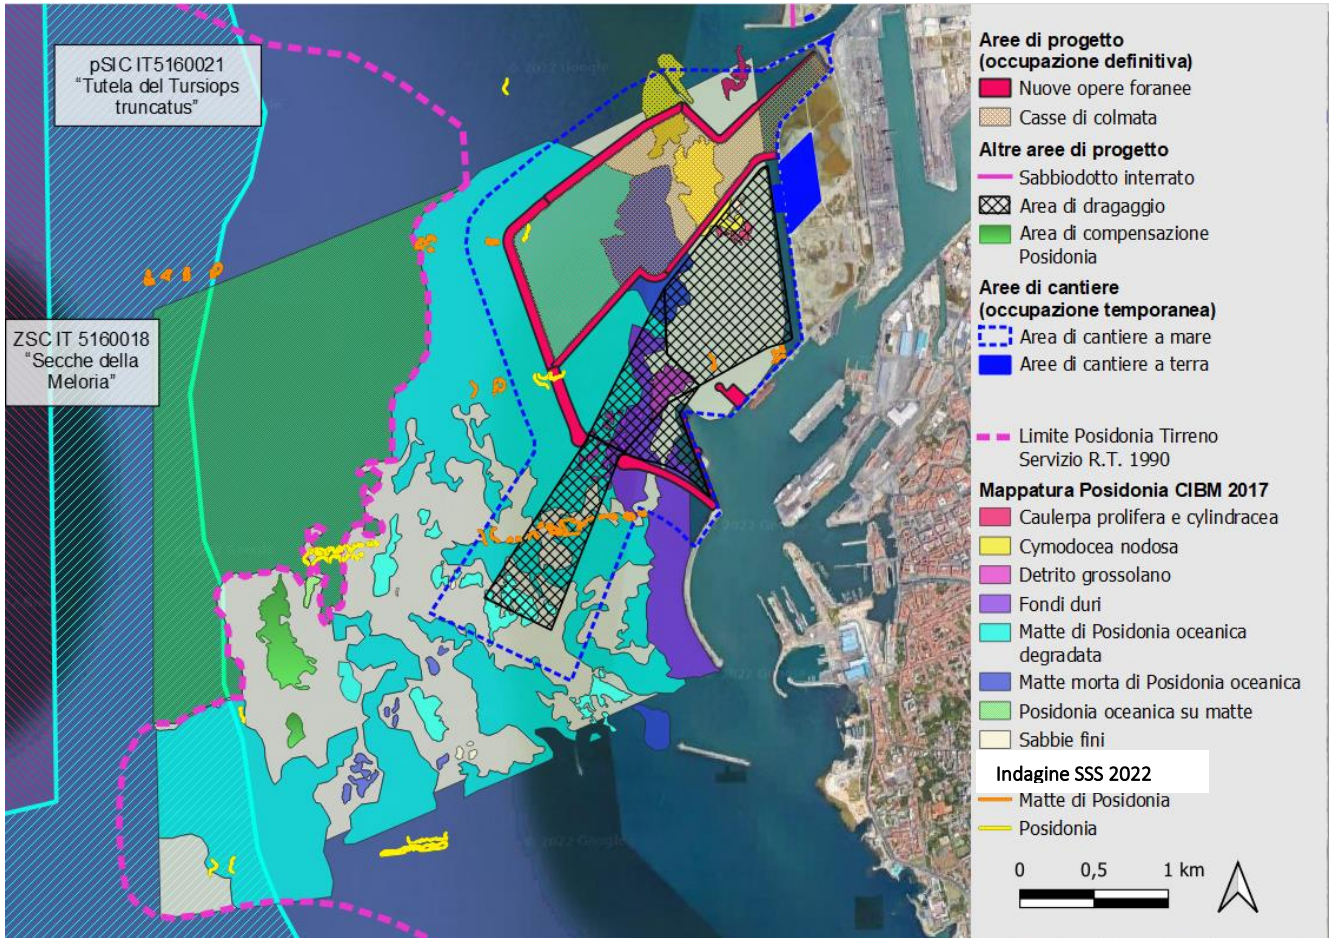 pSIC IT5160021
“Tutela del Tursiops
truncatus”
ZSC IT 5160018
“Secche della
Meloria”
Aree di progetto
(occupazione definitiva)
Nuove opere foranee
Casse di colmata
Altre aree di progetto
Sabbiodotto interrato
Area di dragaggio
Area di compensazione
Posidonia
Aree di cantiere
(occupazione temporanea)
Area di cantiere a mare
Aree di cantiere a terra
Limite Posidonia Tirreno
Servizio R.T. 1990
Mappatura Posidonia CIBM 2017
Caulerpa prolifera e cylindracea
Cymodocea nodosa
Detrito grossolano
Fondi duri
Matte di Posidonia oceanica
degradata
Matte morta di Posidonia oceanica
Posidonia oceanica su matte
Sabbie fini
Indagine SSS 2022
Matte di Posidonia
Posidonia
0 0,5 1 km
© 2022 Google